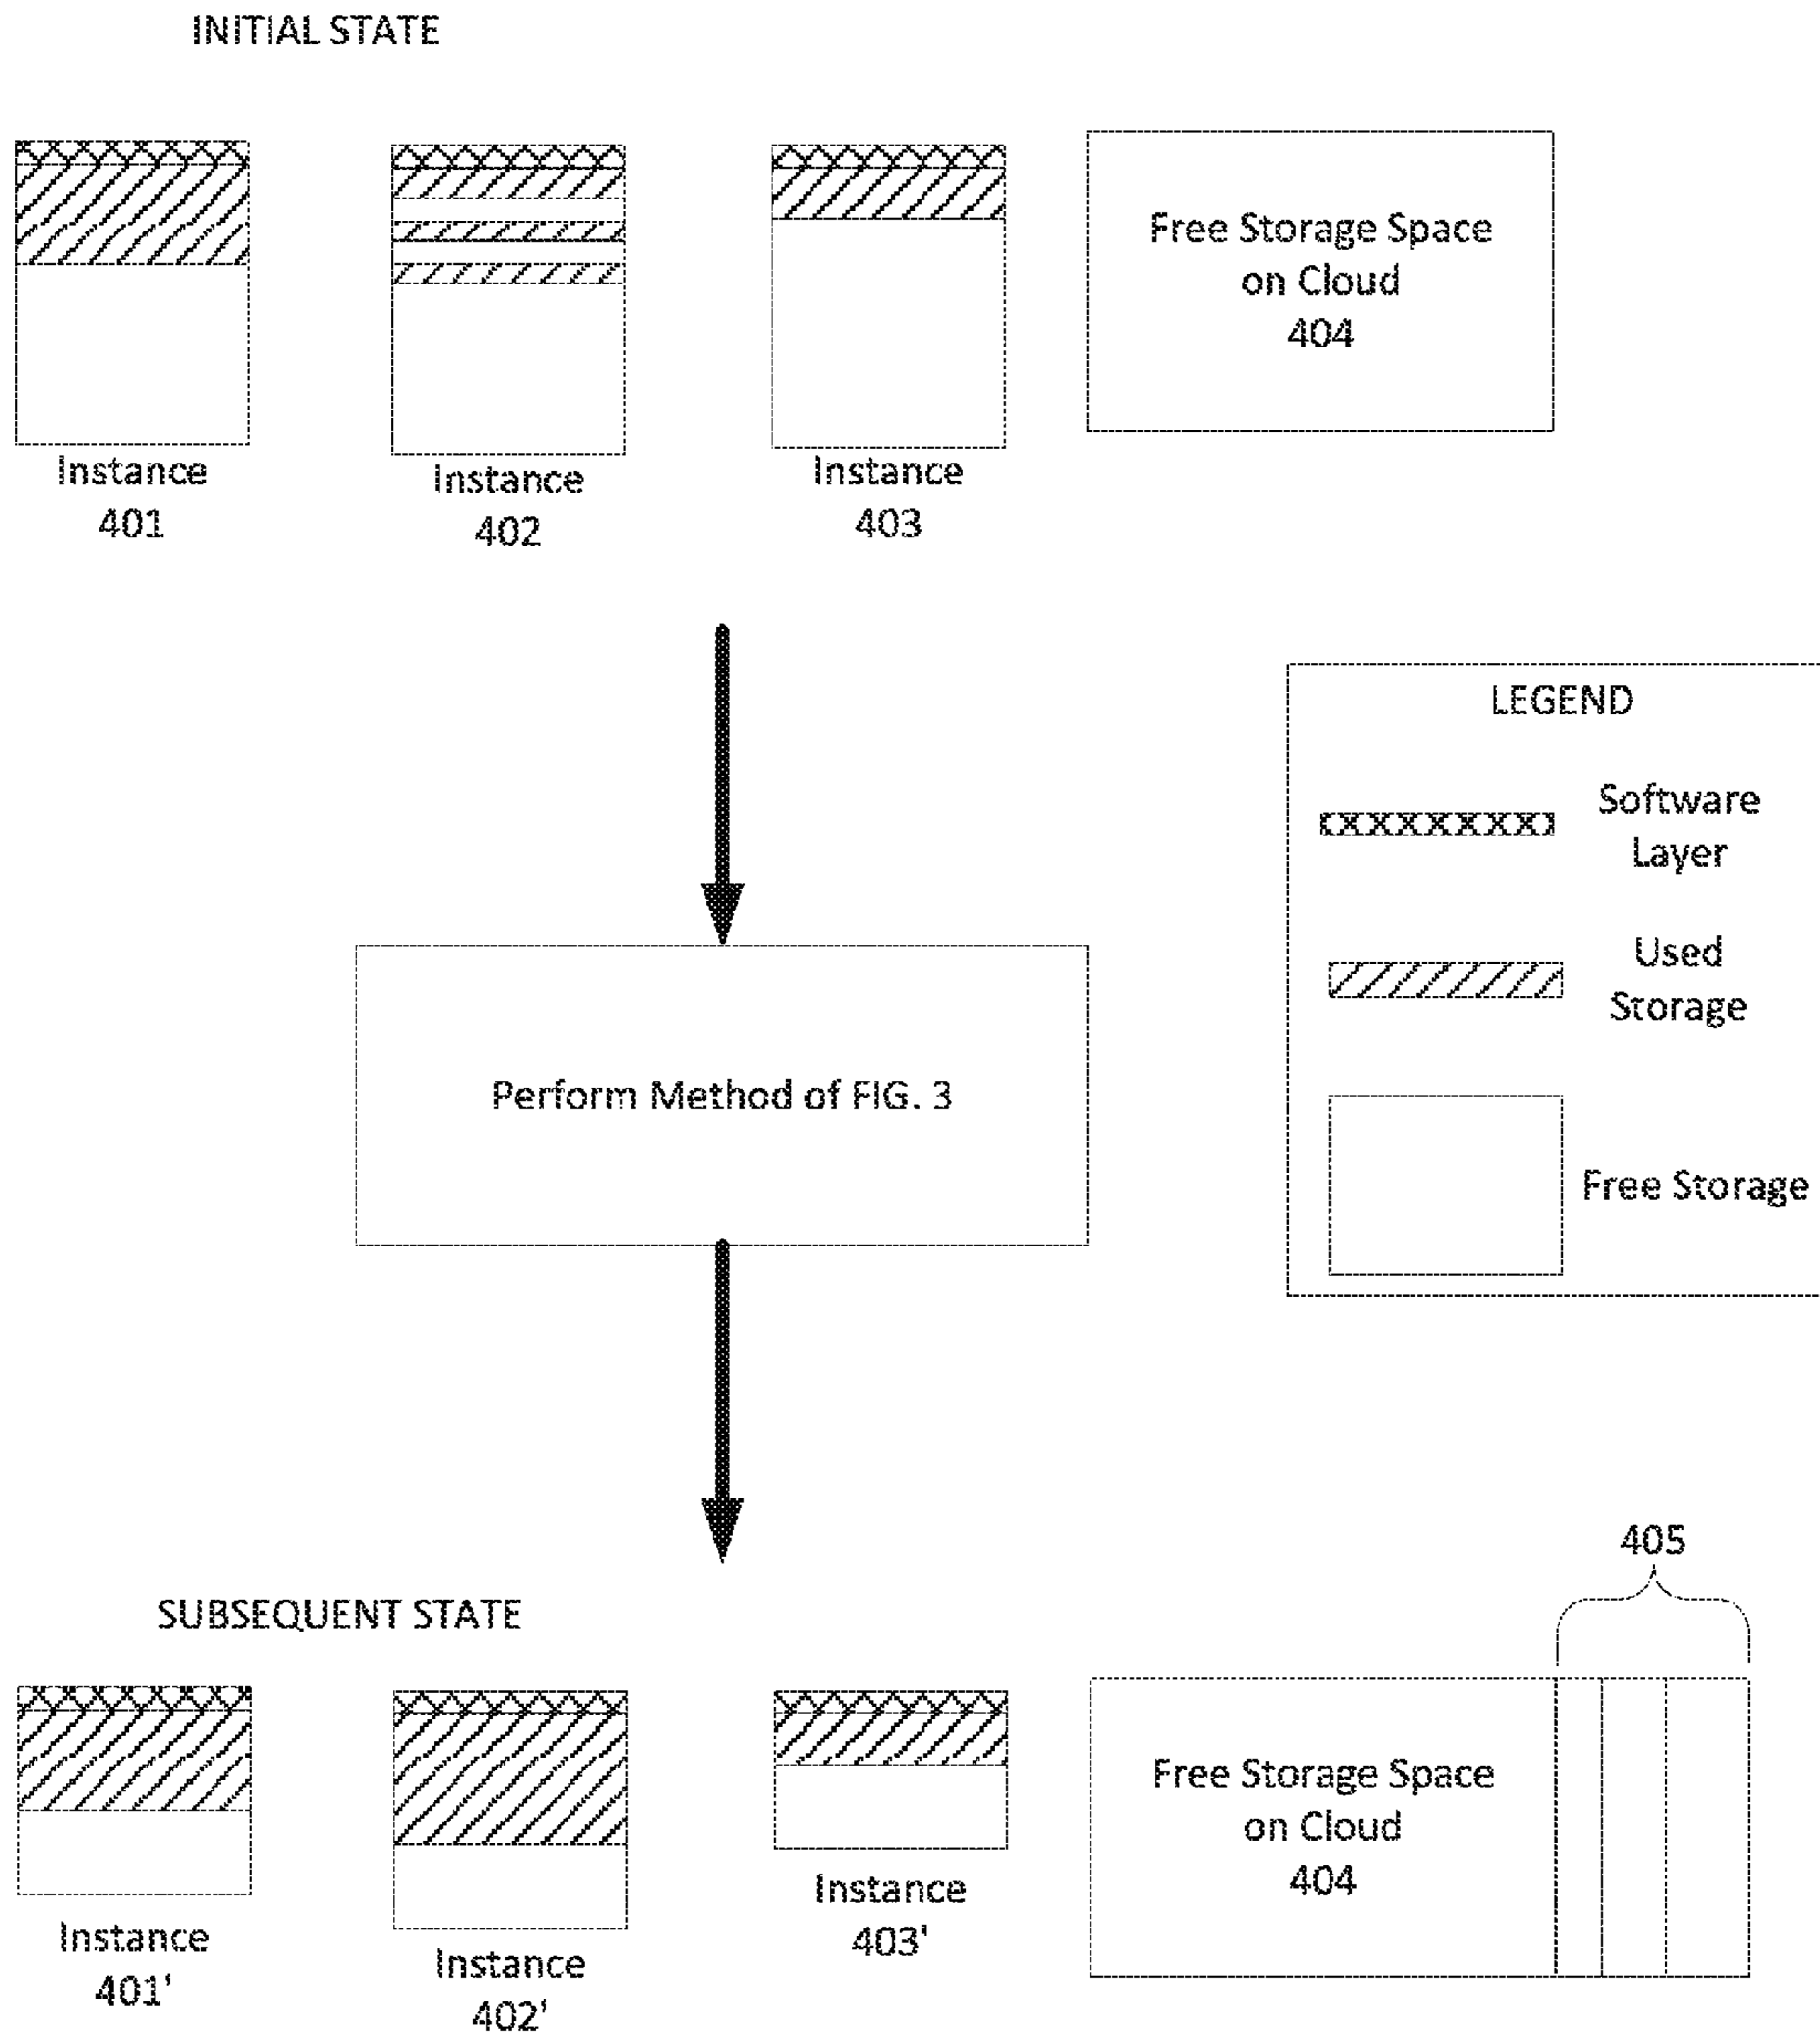 INITIAL STATE
Free Storage Space
on Cloud
404
Instance
401
Instance
402
Instance
403
LEGEND
Software
Layer
Used
Storage
Free Storage
Perform Method of FIG. 3
405
SUBSEQUENT STATE
Free Storage Space
on Cloud
404
Instance
401'
Instance
402'
Instance
403'